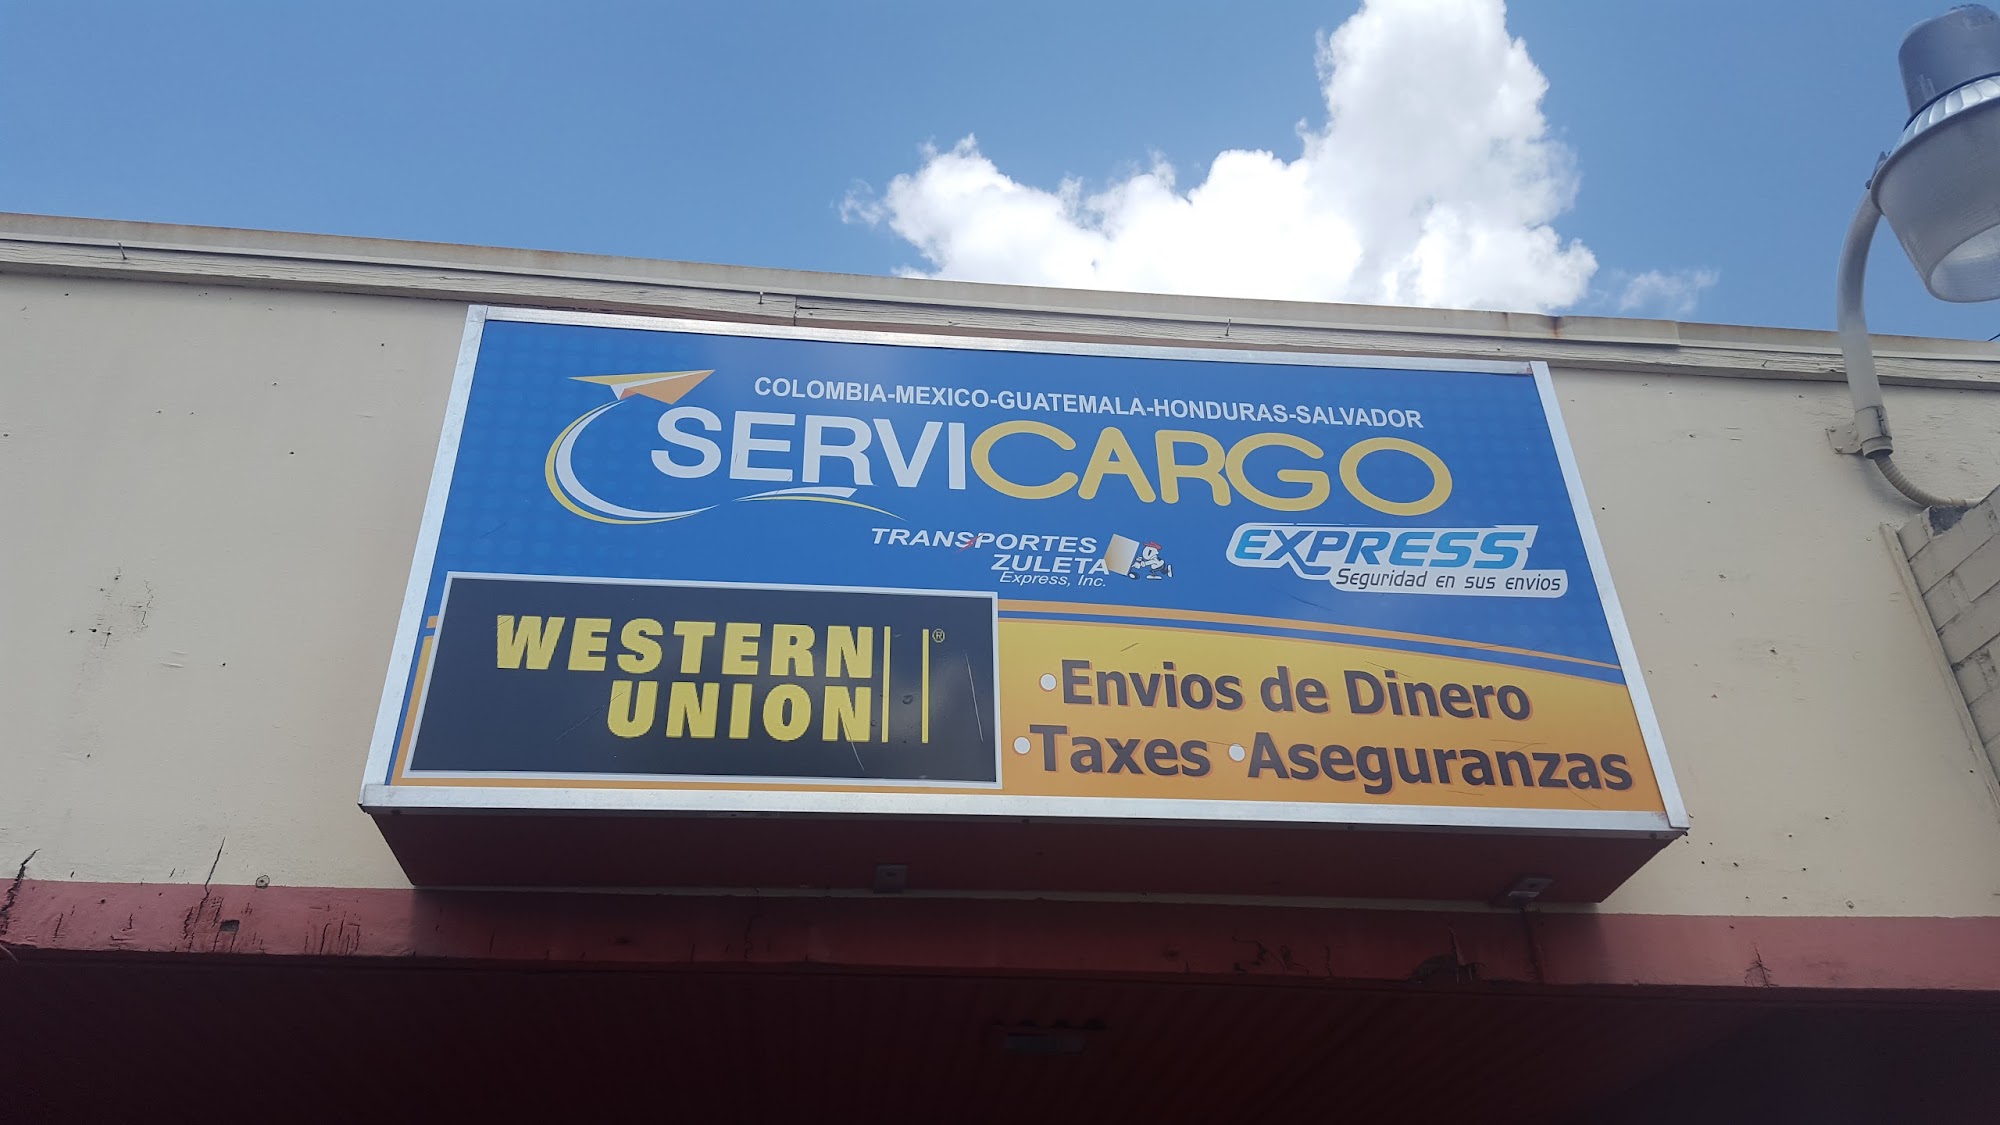 COLOMBIA-MEXICO-GUATEMALA-HONDURAS-SALVADOR
SERVICARGO
TRANSPORTES
ZULETA
Express, Inc.
EXPRESS
Seguridad en sus envios
WESTERN
UNION ®
•Envios de Dinero
•Taxes •Aseguranzas